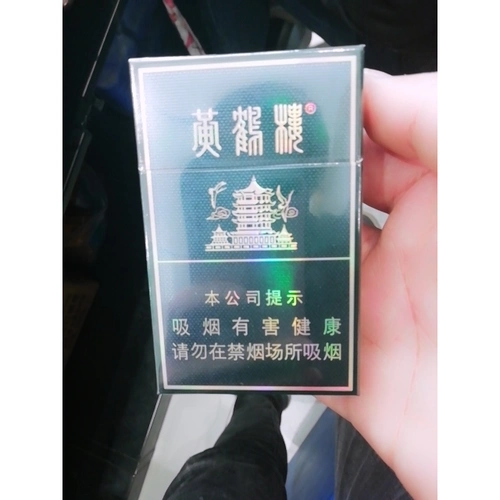 黄鹤楼
本公司提示
吸烟有害健康
请勿在禁烟场所吸烟